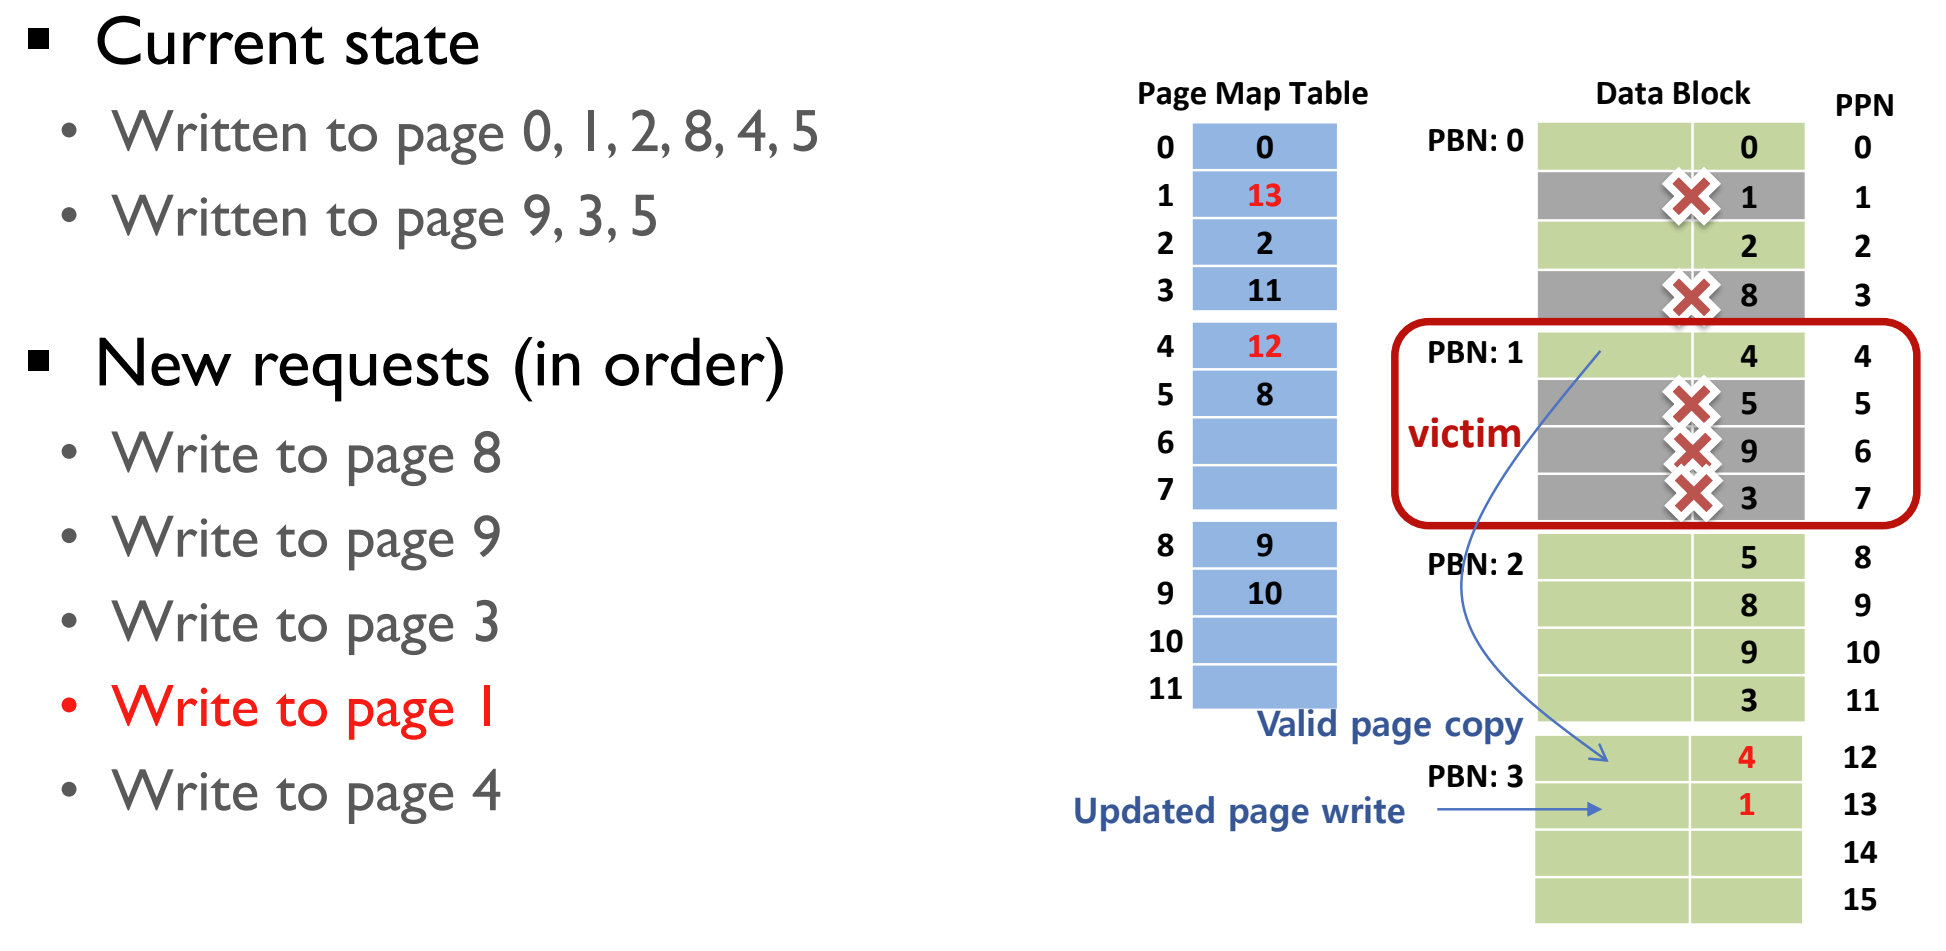 ▪ Current state
• Written to page 0, 1, 2, 8, 4, 5
• Written to page 9, 3, 5
▪ New requests (in order)
• Write to page 8
• Write to page 9
• Write to page 3
• Write to page 1
• Write to page 4
Page Map Table
0 0
1 13
2 2
3 11
4 12
5 8
6
7
8 9
9 10
10
11
Data Block PPN
PBN: 0 0 0
1 1
2 2
8 3
PBN: 1 4 4
5 5
victim 9 6
3 7
PBN: 2 5 8
8 9
9 10
3 11
Valid page copy
PBN: 3 4 12
Updated page write 1 13
14
15